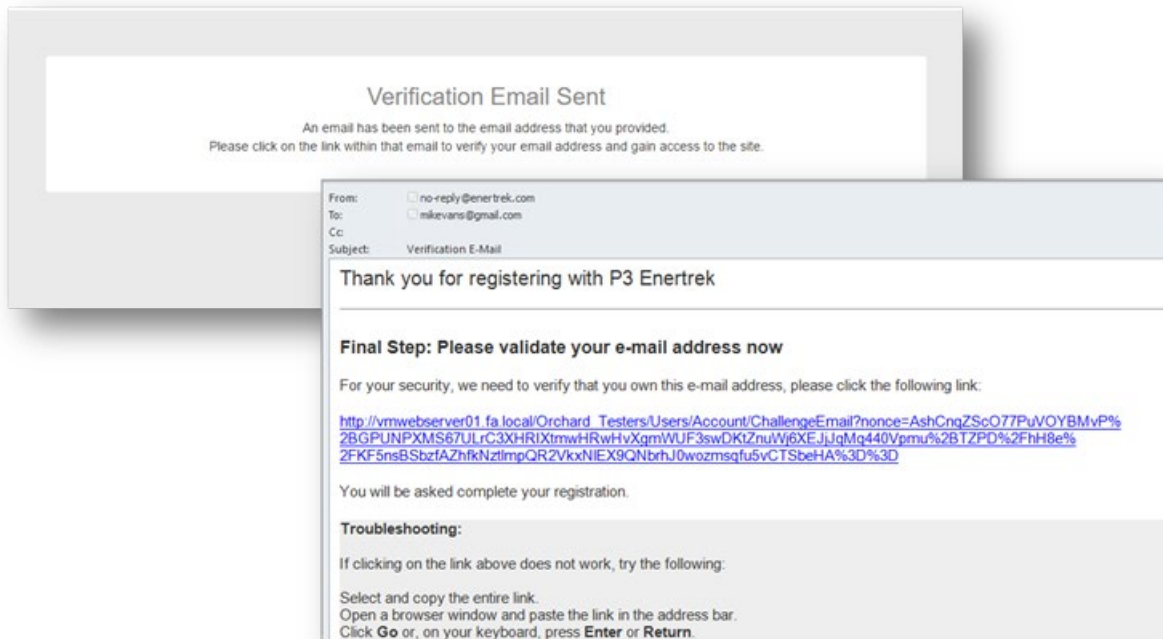 Verification Email Sent
An email has been sent to the email address that you provided.
Please click on the link within that email to verify your email address and gain access to the site.
From: no-reply@enertrek.com
To: mikevans@gmail.com
Cc:
Subject: Verification E-Mail
Thank you for registering with P3 Enertrek
Final Step: Please validate your e-mail address now
For your security, we need to verify that you own this e-mail address, please click the following link:
http://vmwebserver01.fa.local/Orchard_Testers/Users/Account/ChallengeEmail?nonce=AshCnqZScO77PuVOYBMvP%
2BGPUNPXMS67ULrC3XHRIXtmwHRwHvXgmWUF3swDKtZnuWj6XEJjJqMq440Vpmu%2BTZPD%2FhH8e%
2FKF5nsBSbzfAZhfkNztlmpQR2VkxNIEX9QNbrhJ0wozmsqfu5vCTSbeHA%3D%3D
You will be asked complete your registration.
Troubleshooting:
If clicking on the link above does not work, try the following:
Select and copy the entire link.
Open a browser window and paste the link in the address bar.
Click Go or, on your keyboard, press Enter or Return.